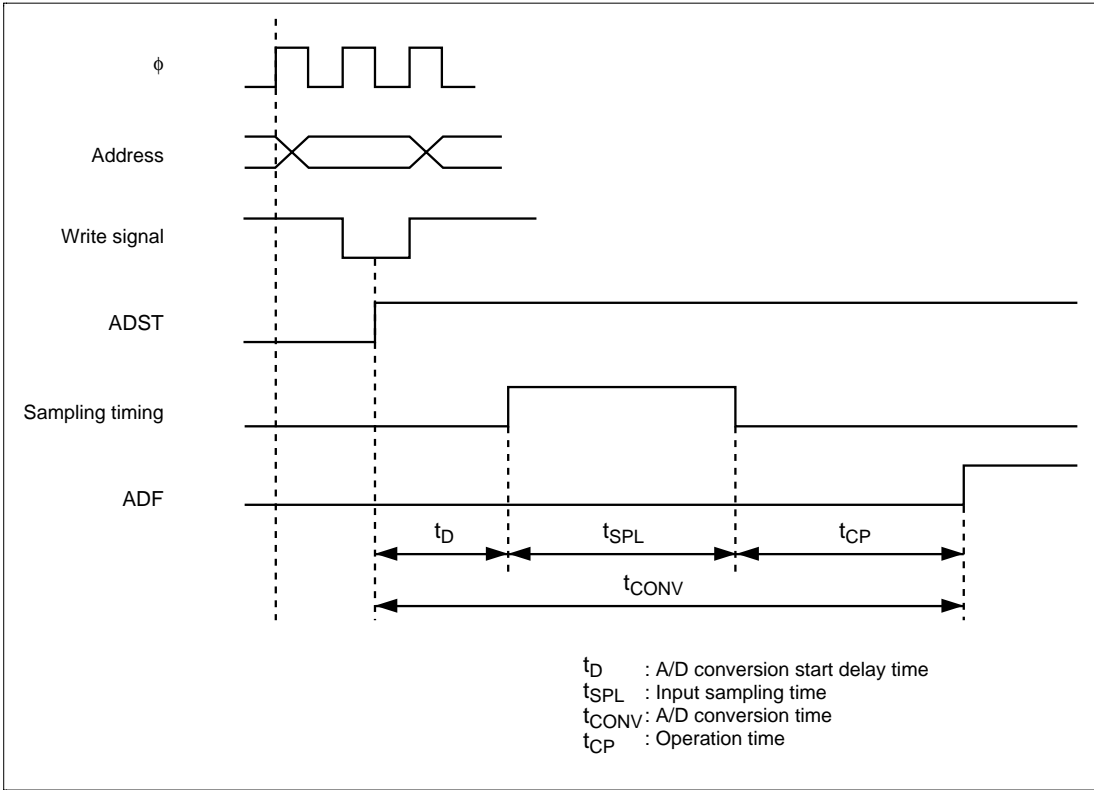 ϕ
Address
Write signal
ADST
Sampling timing
ADF
tD tSPL tCP
tCONV
tD : A/D conversion start delay time
tSPL : Input sampling time
tCONV : A/D conversion time
tCP : Operation time